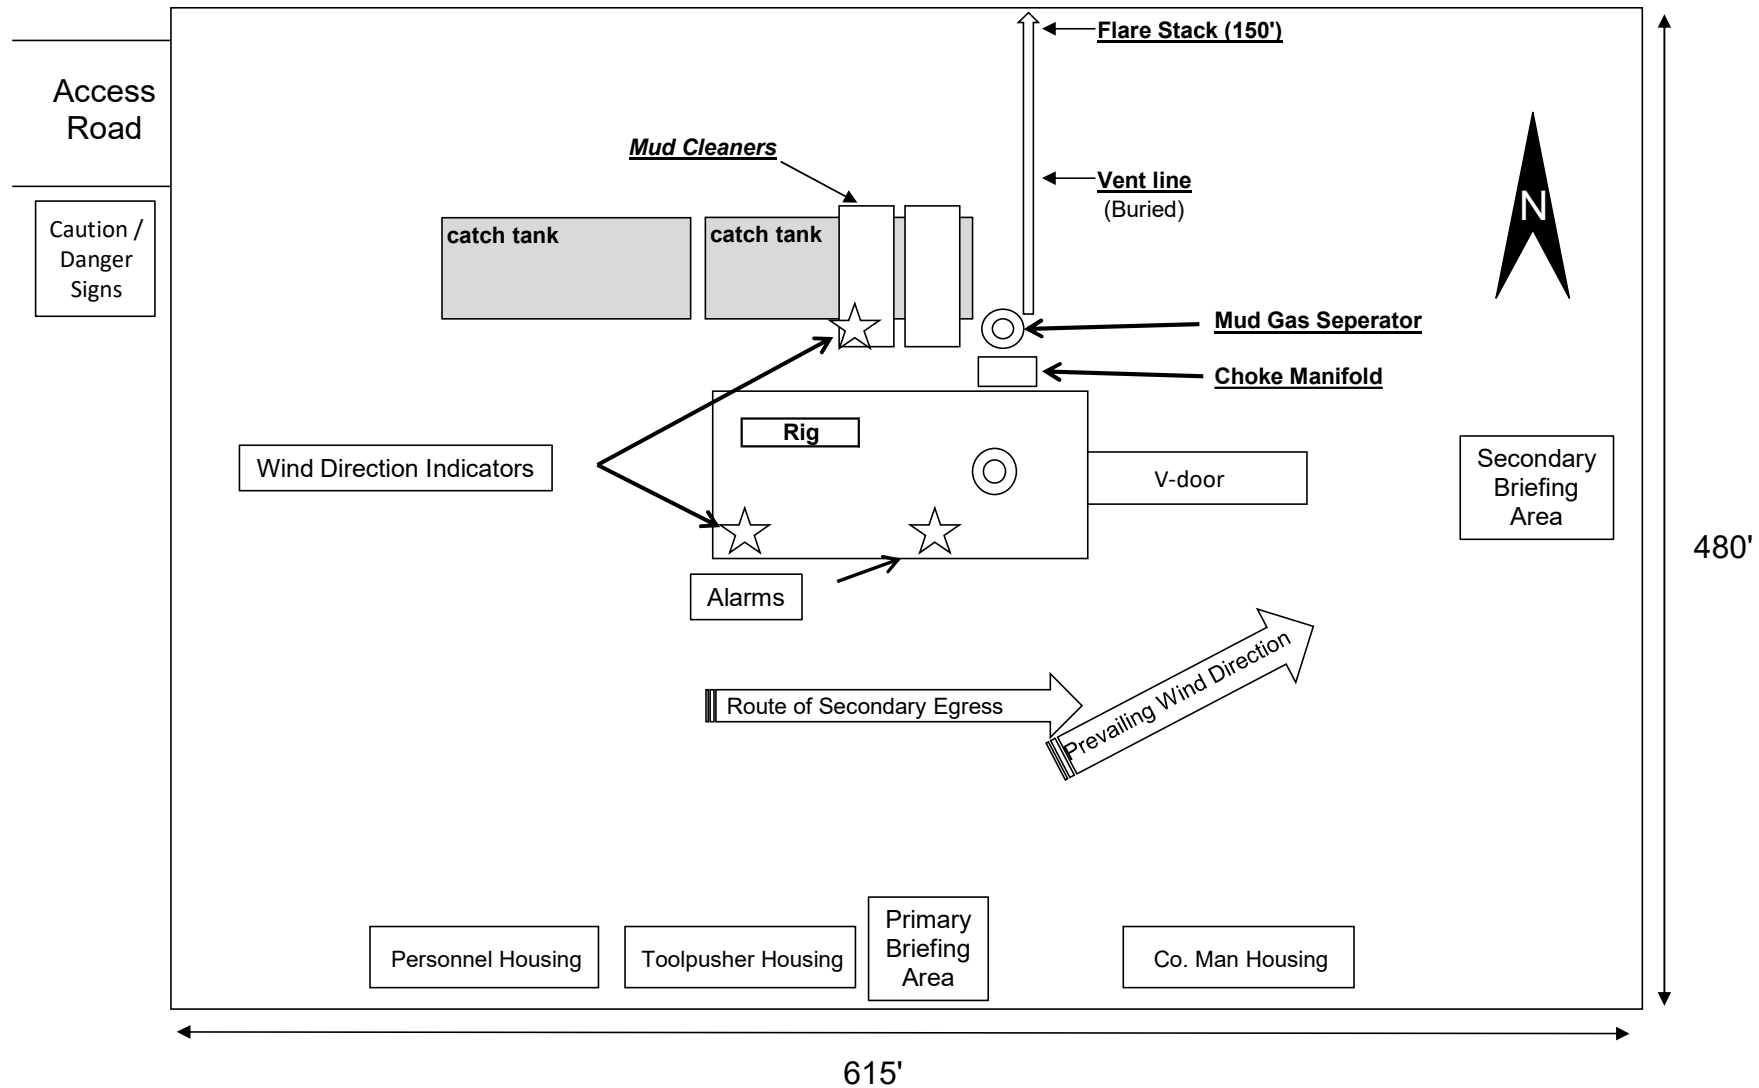 Flare Stack (150')
Access
Road
Mud Cleaners
Vent line
(Buried)
N
Caution /
Danger
Signs
catch tank
catch tank
Mud Gas Seperator
Choke Manifold
Rig
Wind Direction Indicators
V-door
Secondary
Briefing
Area
480'
Alarms
Prevailing Wind Direction
Route of Secondary Egress
Personnel Housing
Toolpusher Housing
Primary
Briefing
Area
Co. Man Housing
615'